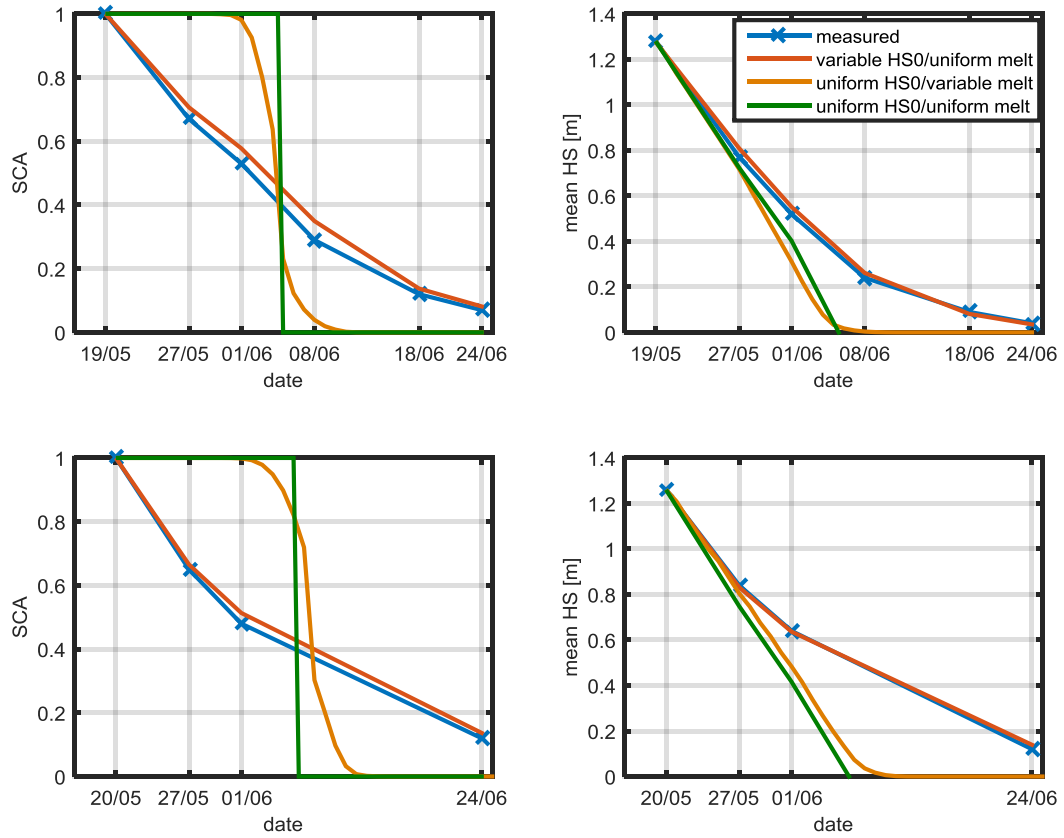 1
0.8
0.6
0.4
0.2
0
SCA
19/05 27/05 01/06 08/06 18/06 24/06
date
1.4
1.2
1
0.8
0.6
0.4
0.2
0
mean HS [m]
measured
variable HS0/uniform melt
uniform HS0/variable melt
uniform HS0/uniform melt
19/05 27/05 01/06 08/06 18/06 24/06
date
1
0.8
0.6
0.4
0.2
0
SCA
20/05 27/05 01/06 24/06
date
1.4
1.2
1
0.8
0.6
0.4
0.2
0
mean HS [m]
20/05 27/05 01/06 24/06
date